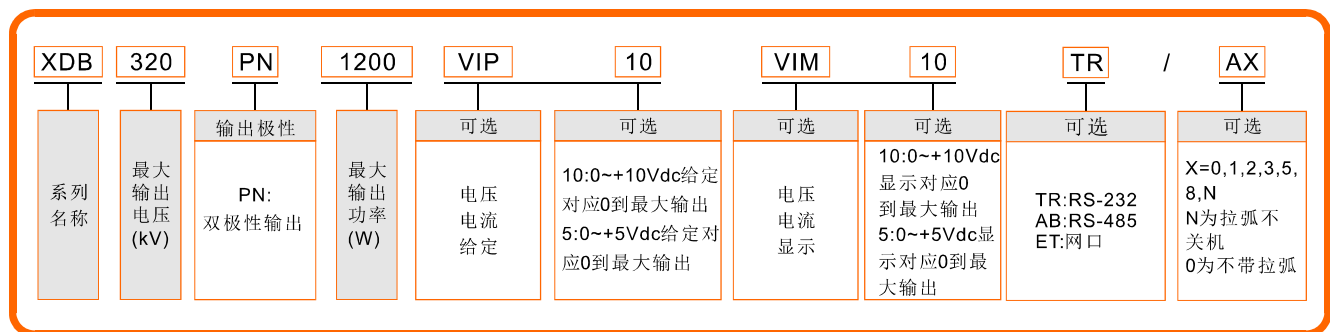 XDB 320 PN 1200 VIP 10 VIM 10 TR / AX
系列
名称
最大
输出
电压
(kV)
输出极性
PN:
双极性输出
最大
输出
功率
(W)
可选
电压
电流
给定
可选
10:0~+10Vdc给定
对应0到最大输出
5:0~+5Vdc给定对
应0到最大输出
可选
电压
电流
显示
可选
10:0~+10Vdc
显示对应0
到最大输出
5:0~+5Vdc显
示对应0到最
大输出
可选
TR:RS-232
AB:RS-485
ET:网口
可选
X=0,1,2,3,5,
8,N
N为拉弧不
关机
0为不带拉弧